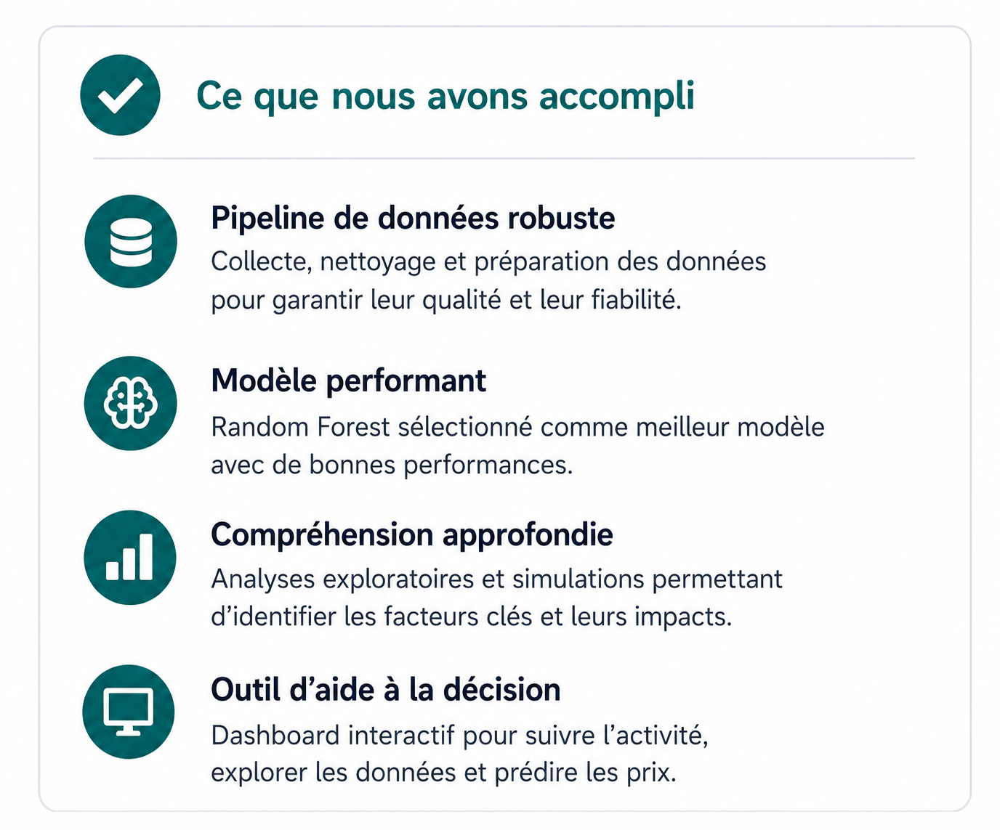 Ce que nous avons accompli
Pipeline de données robuste
Collecte, nettoyage et préparation des données
pour garantir leur qualité et leur fiabilité.
Modèle performant
Random Forest sélectionné comme meilleur modèle
avec de bonnes performances.
Compréhension approfondie
Analyses exploratoires et simulations permettant
d’identifier les facteurs clés et leurs impacts.
Outil d’aide à la décision
Dashboard interactif pour suivre l’activité,
explorer les données et prédire les prix.